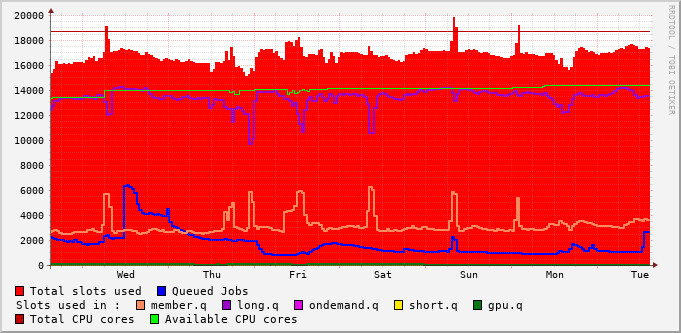 20000
18000
16000
14000
12000
10000
8000
6000
4000
2000
0
Wed Thu Fri Sat Sun Mon Tue
RRDTOOL / TOBI OETIKER
Total slots used Queued Jobs
Slots used in : member.q long.q ondemand.q short.q gpu.q
Total CPU cores Available CPU cores